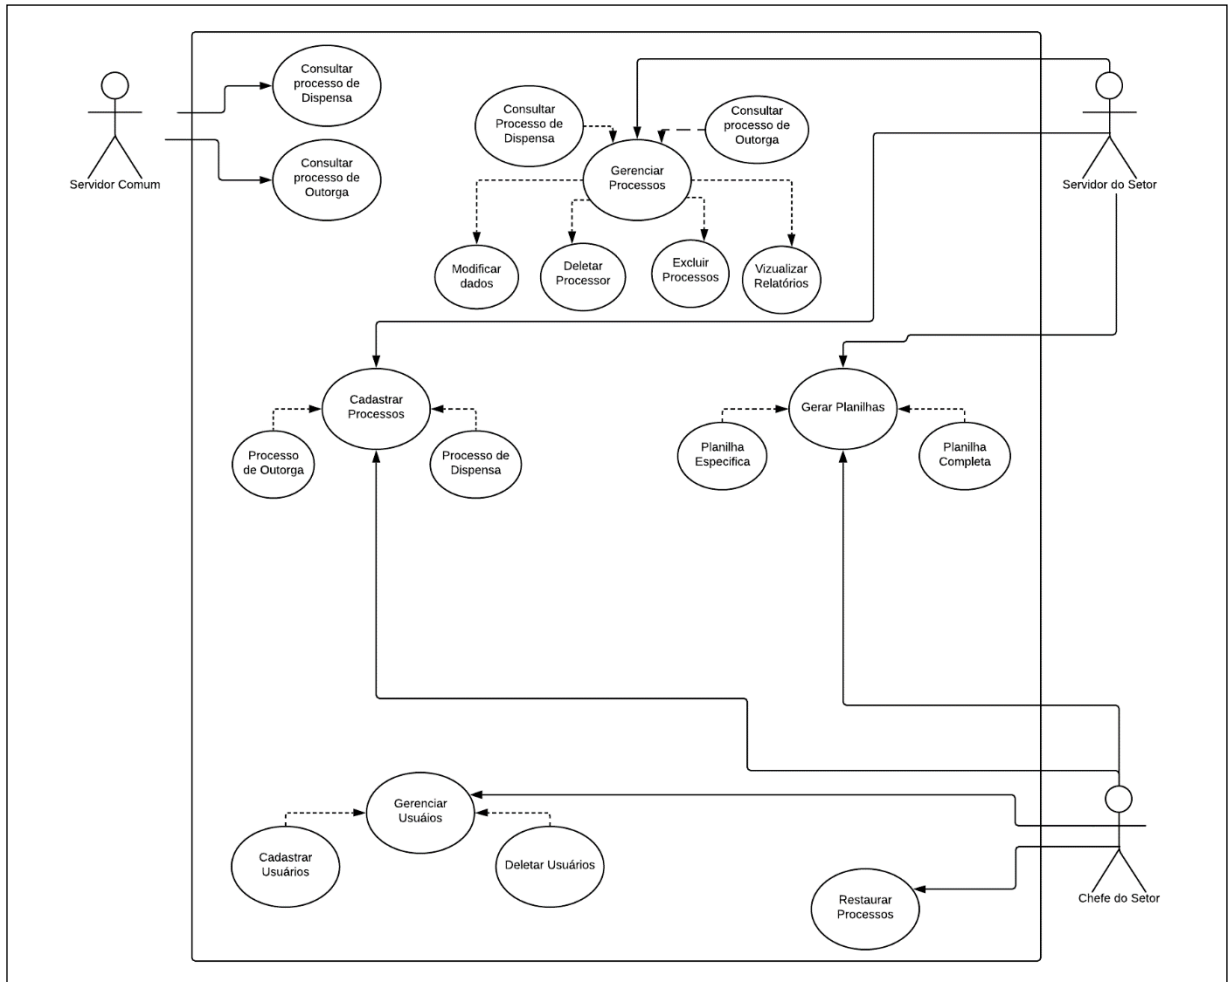 Consultar
processo de
Dispensa
Servidor Comum
Consultar
processo de
Outorga
Consultar
Processo de
Dispensa
Consultar
processo de
Outorga
Gerenciar
Processos
Servidor do Setor
Modificar
dados
Deletar
Processor
Excluir
Processos
Vizualizar
Relatórios
Cadastrar
Processos
Gerar Planilhas
Processo
de Outorga
Processo de
Dispensa
Planilha
Especifica
Planilha
Completa
Gerenciar
Usuáios
Cadastrar
Usuários
Deletar Usuários
Restaurar
Processos
Chefe do Setor